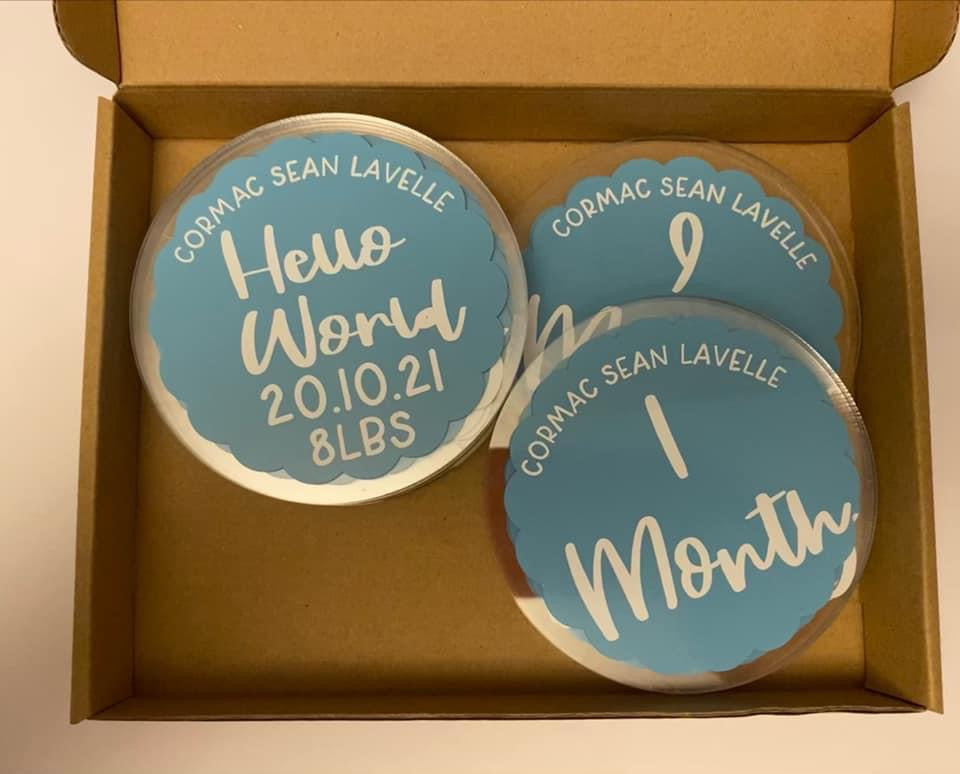 CORMAC SEAN LAVELLE
Hello
World
20.10.21
8LBS
CORMAC SEAN LAVELLE
9
CORMAC SEAN LAVELLE
1
Month